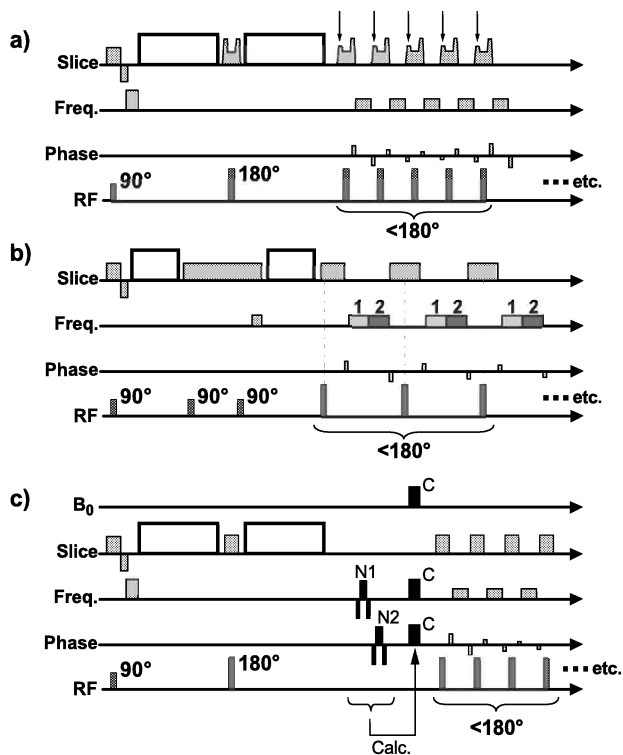 a)
Slice
Freq.
Phase
90° 180°
RF
etc.
<180°
b)
Slice
1 2 1 2 1 2
Freq.
Phase
90° 90° 90°
RF
etc.
<180°
c)
B0 C
Slice
N1 C
Freq.
N2 C
Phase
90° 180°
RF
etc.
<180°
Calc.